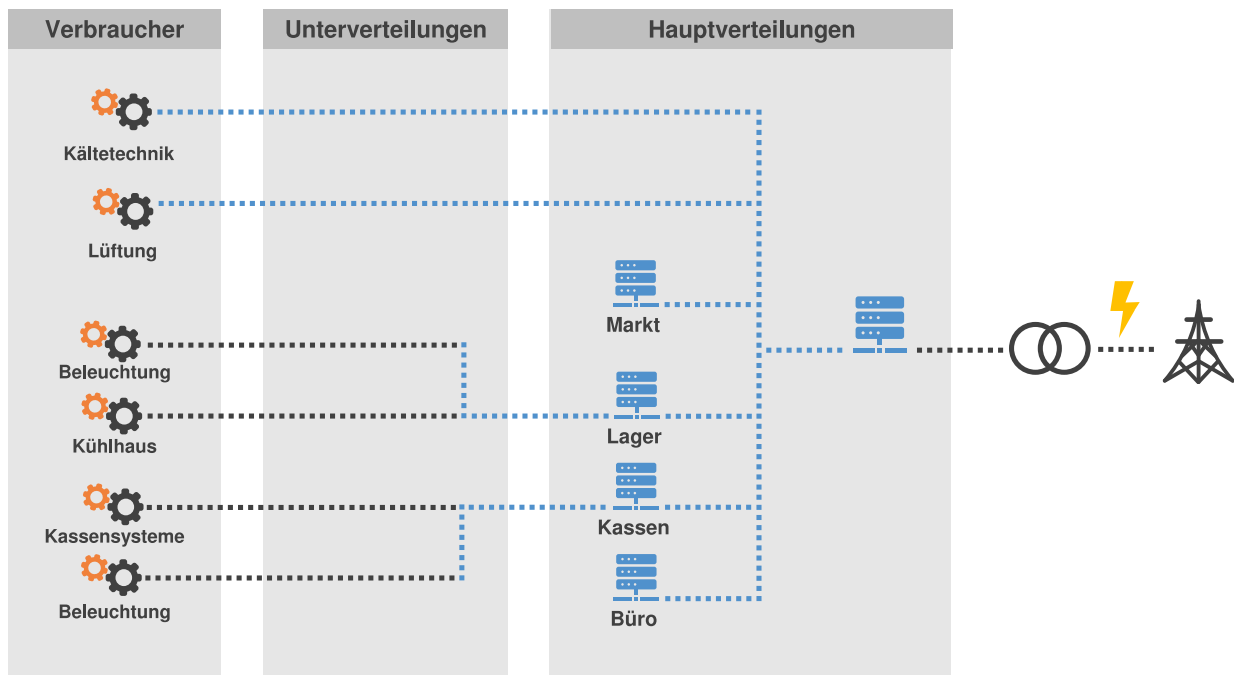 Verbraucher
Unterverteilungen
Hauptverteilungen
Kältetechnik
Lüftung
Markt
Beleuchtung
Kühlhaus
Lager
Kassensysteme
Kassen
Beleuchtung
Büro